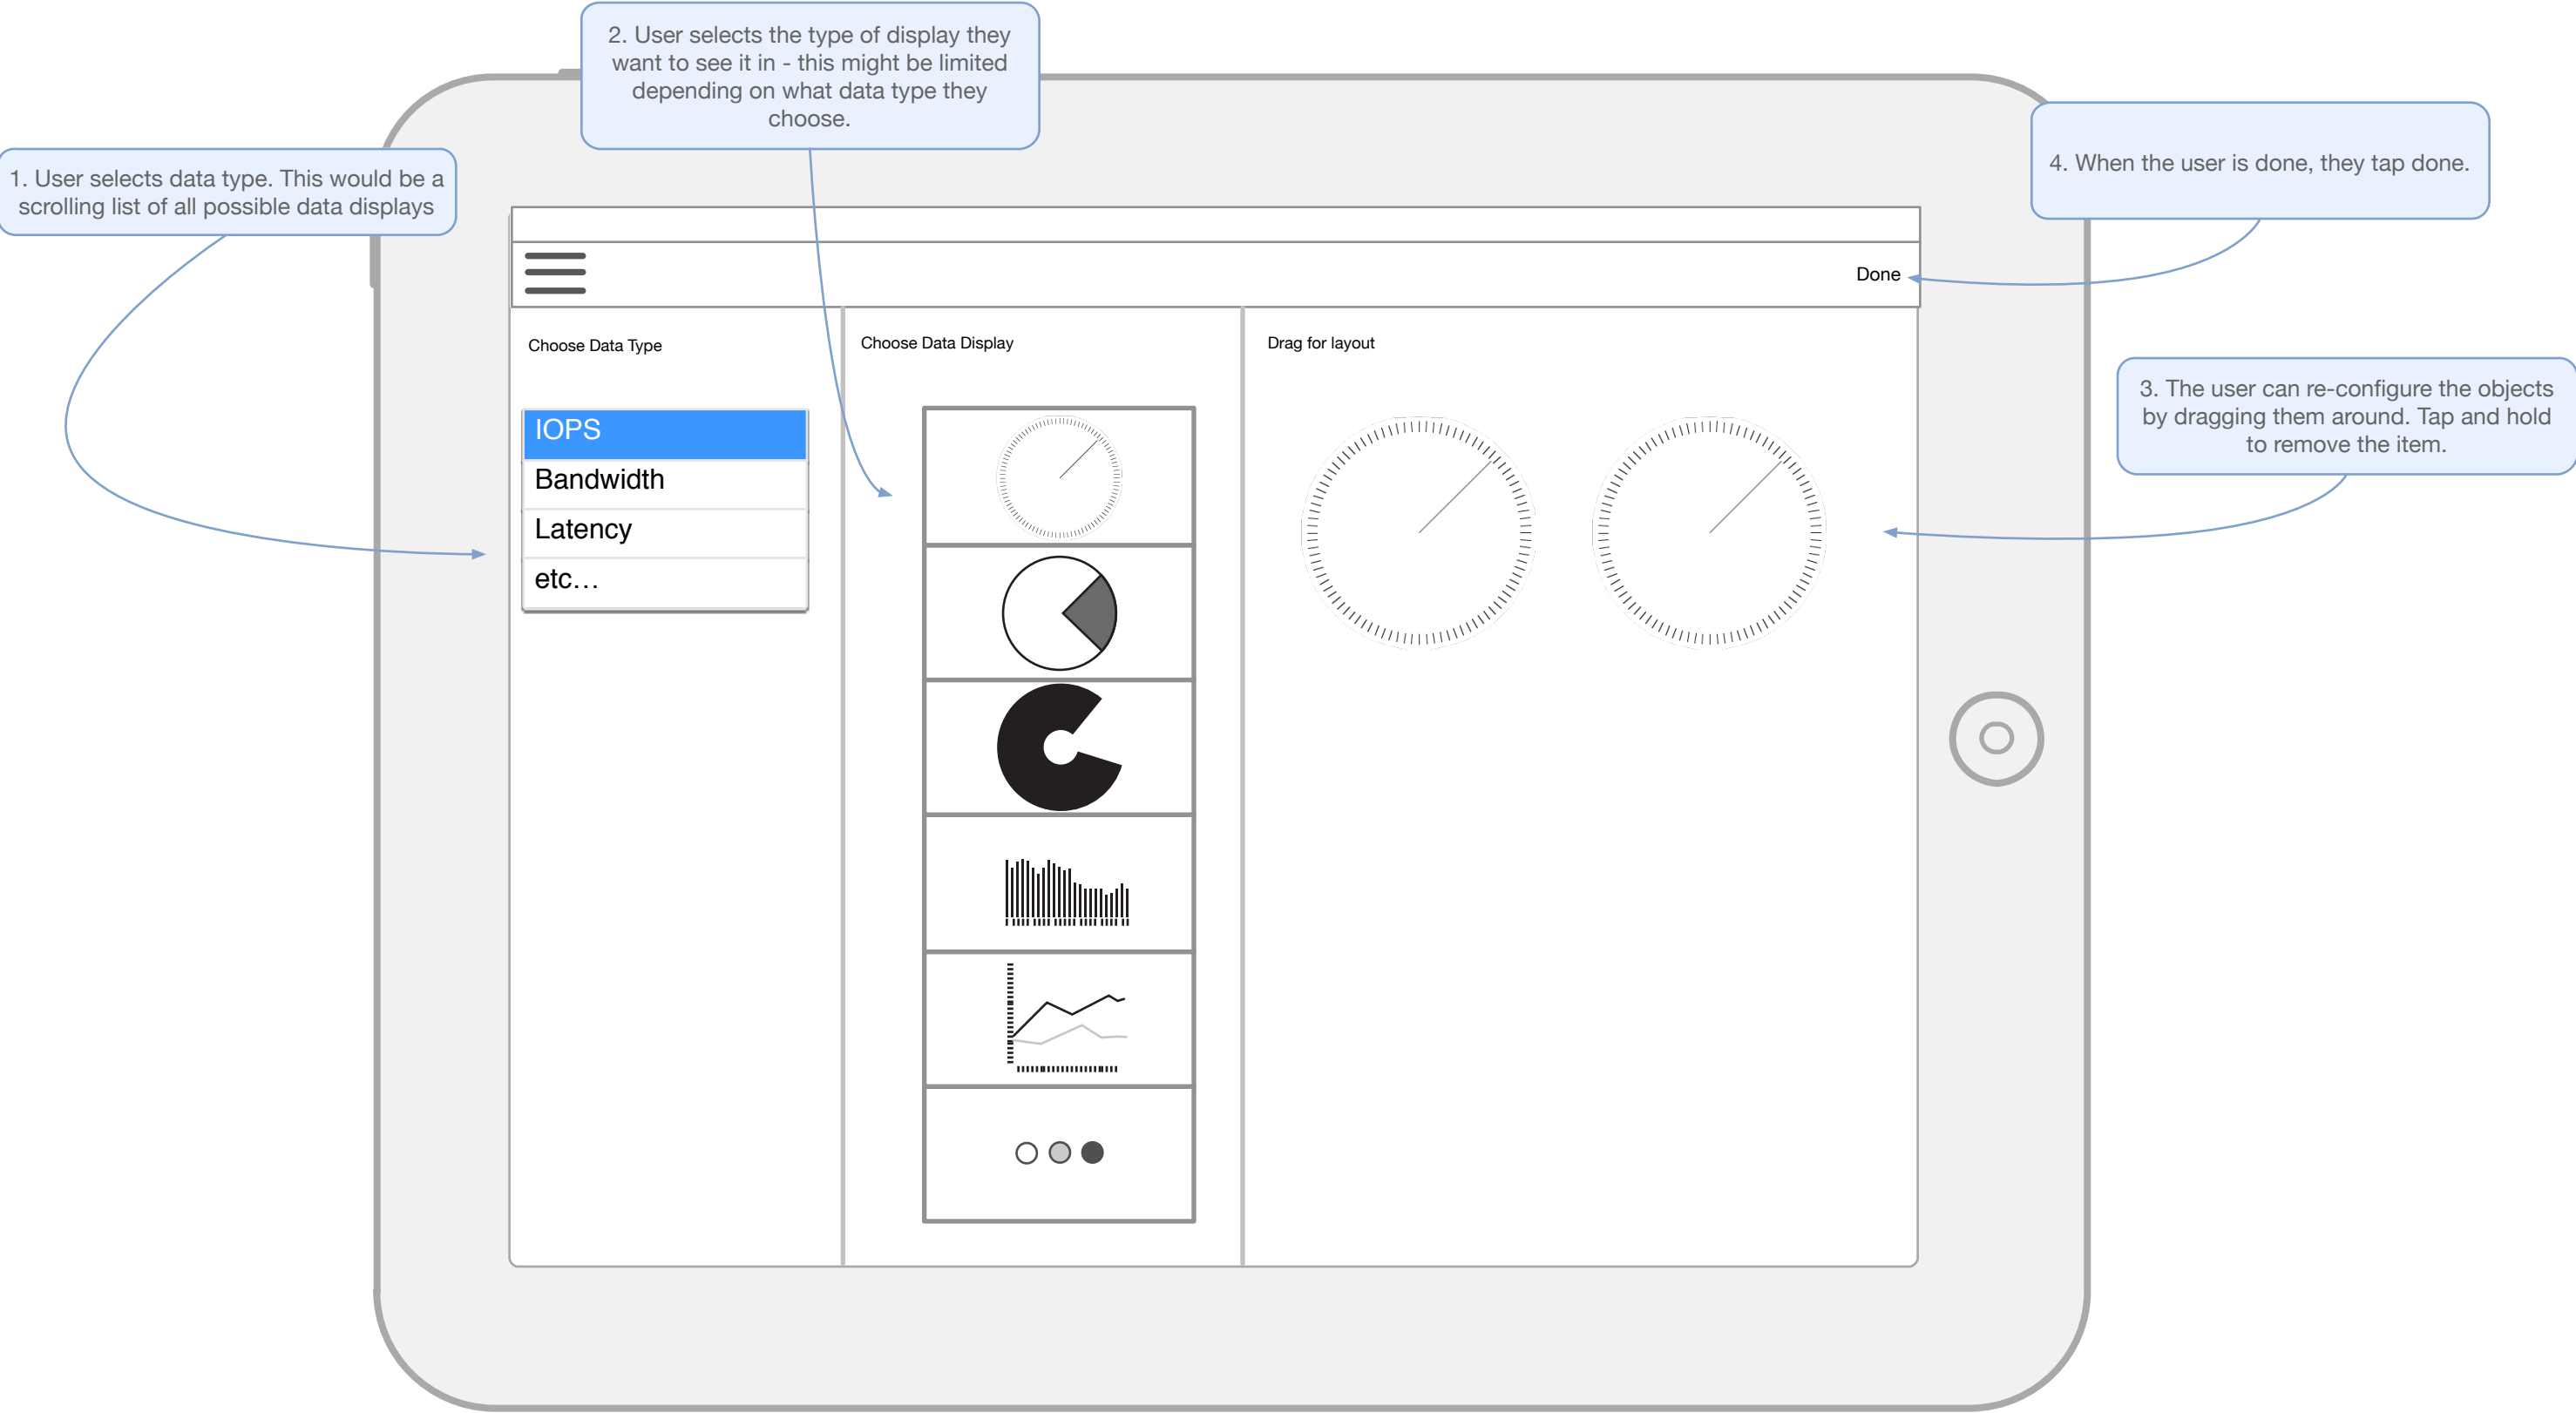 2. User selects the type of display they
want to see it in - this might be limited
depending on what data type they
choose.
4. When the user is done, they tap done.
1. User selects data type. This would be a
scrolling list of all possible data displays
Done
Choose Data Type
Choose Data Display
Drag for layout
3. The user can re-configure the objects
by dragging them around. Tap and hold
to remove the item.
IOPS
Bandwidth
Latency
etc...